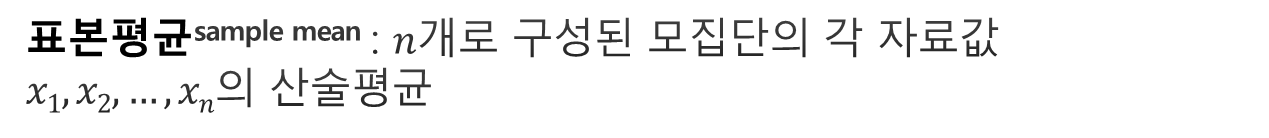 표본평균sample mean : n개로 구성된 모집단의 각 자료값
x₁, x₂, …, xₙ의 산술평균